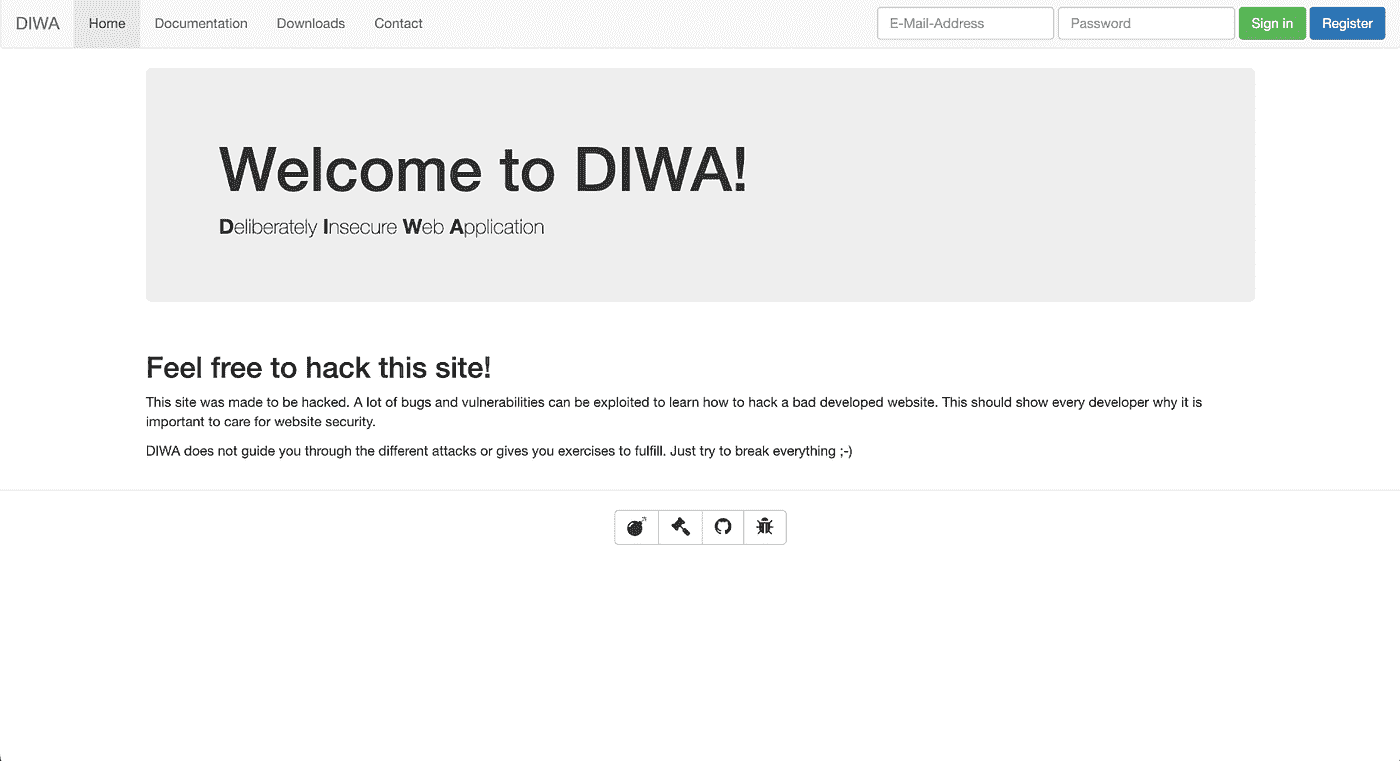 DIWA Home Documentation Downloads Contact E-Mail-Address Password Sign in Register
Welcome to DIWA!
Deliberately Insecure Web Application
Feel free to hack this site!
This site was made to be hacked. A lot of bugs and vulnerabilities can be exploited to learn how to hack a bad developed website. This should show every developer why it is
important to care for website security.
DIWA does not guide you through the different attacks or gives you exercises to fulfill. Just try to break everything ;-)